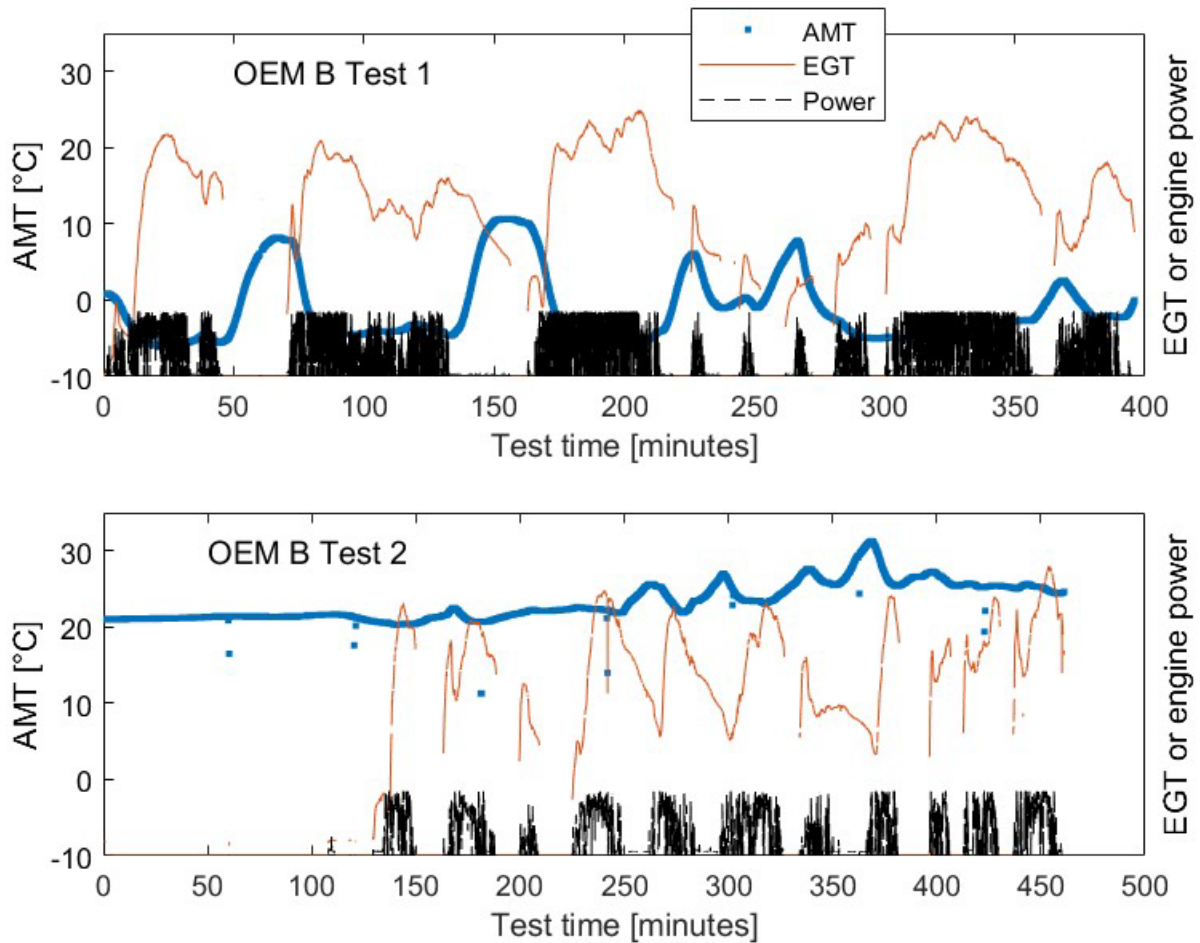 AMT
EGT
Power
OEM B Test 1
AMT [°C]
30
20
10
0
-10
0 50 100 150 200 250 300 350 400
Test time [minutes]
EGT or engine power
OEM B Test 2
AMT [°C]
30
20
10
0
-10
0 50 100 150 200 250 300 350 400 450 500
Test time [minutes]
EGT or engine power